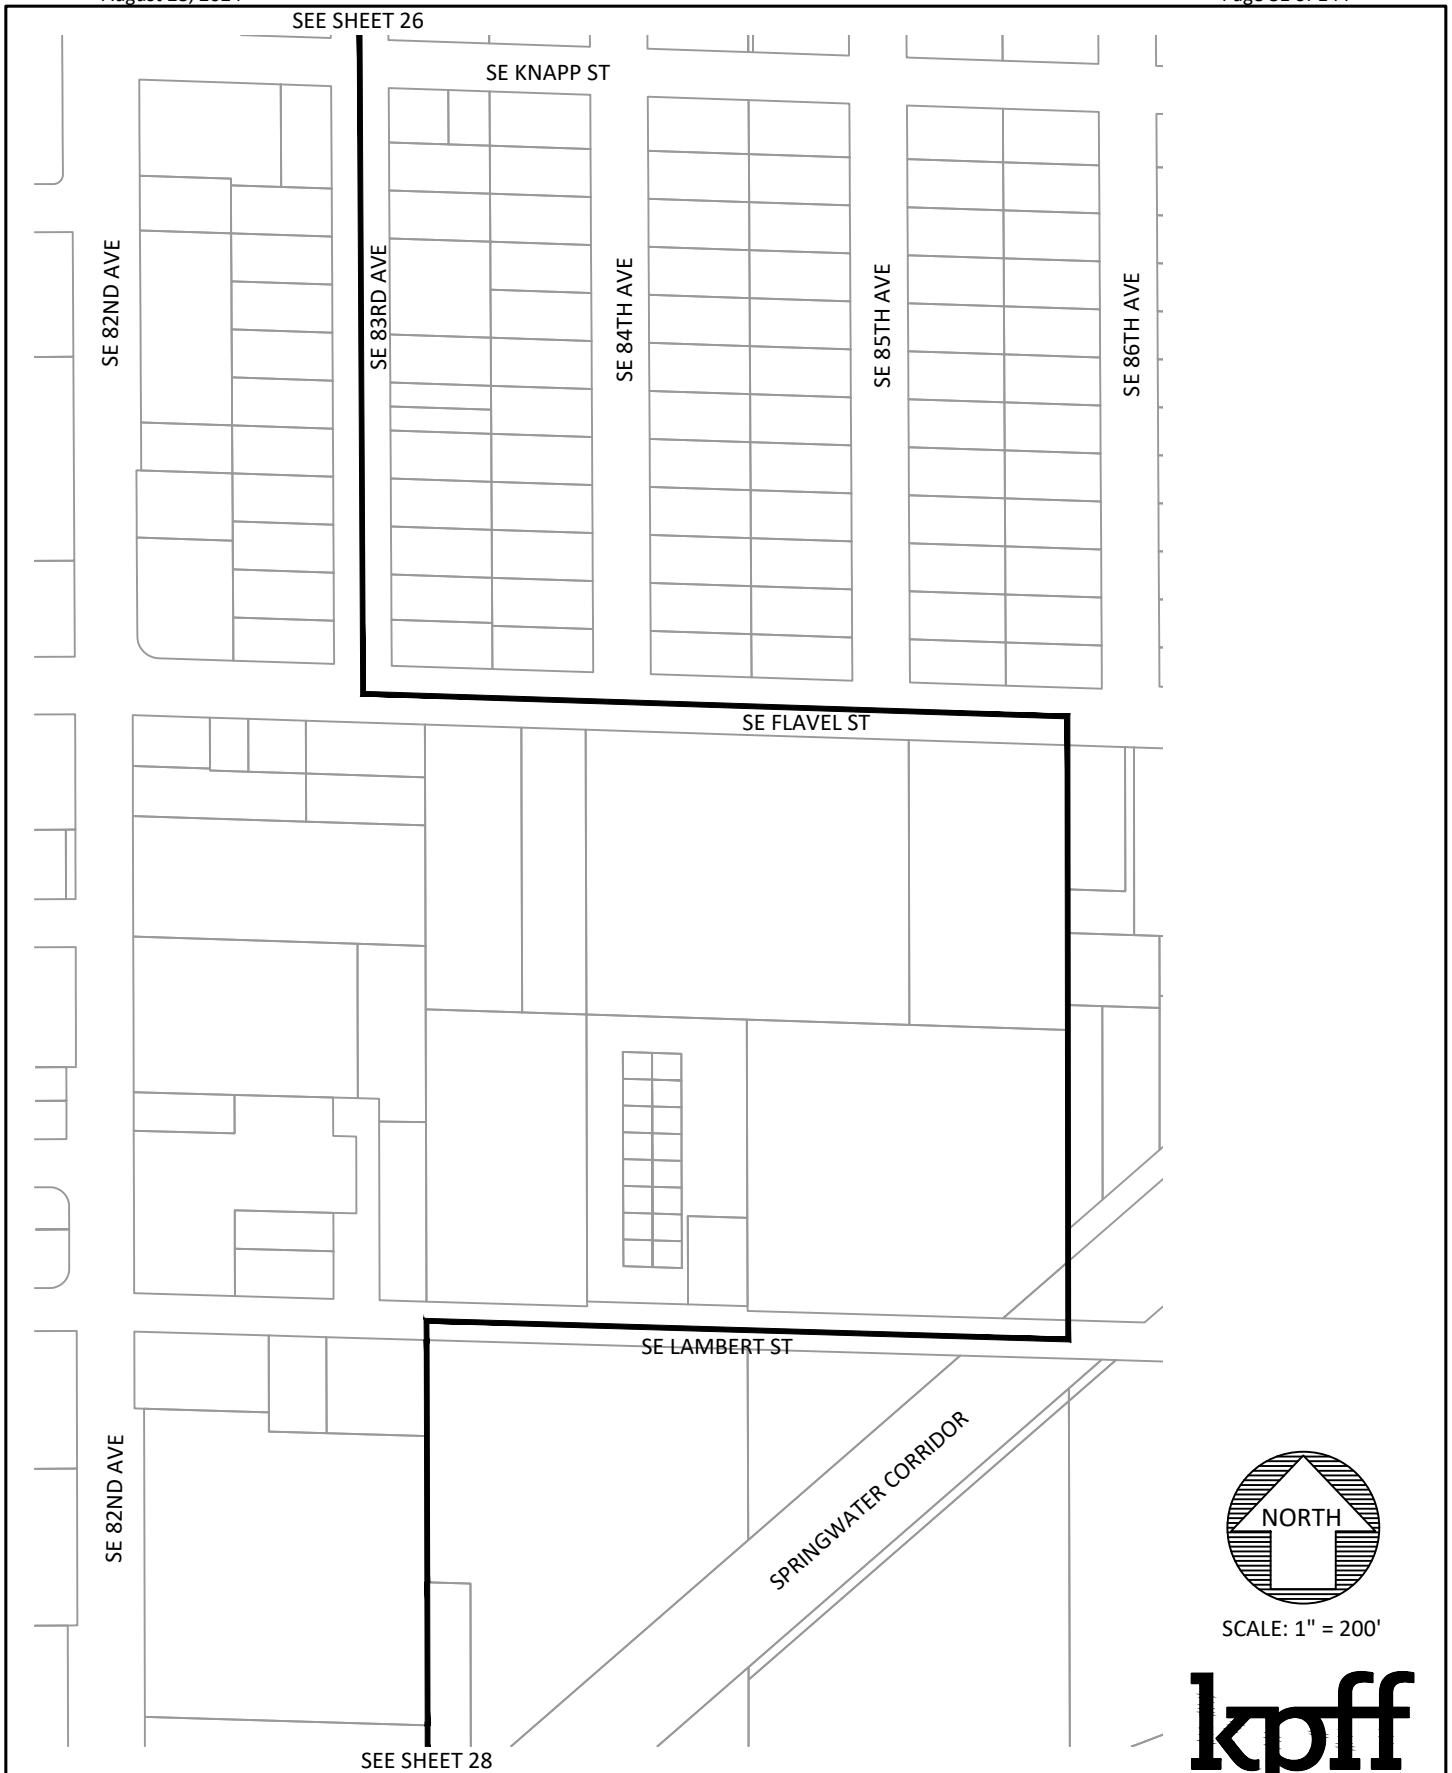 SEE SHEET 26
SE KNAPP ST
SE 82ND AVE
SE 83RD AVE
SE 84TH AVE
SE 85TH AVE
SE 86TH AVE
SE FLAVEL ST
SE LAMBERT ST
SE 82ND AVE
SPRINGWATER CORRIDOR
NORTH
SCALE: 1" = 200'
kpff
SEE SHEET 28